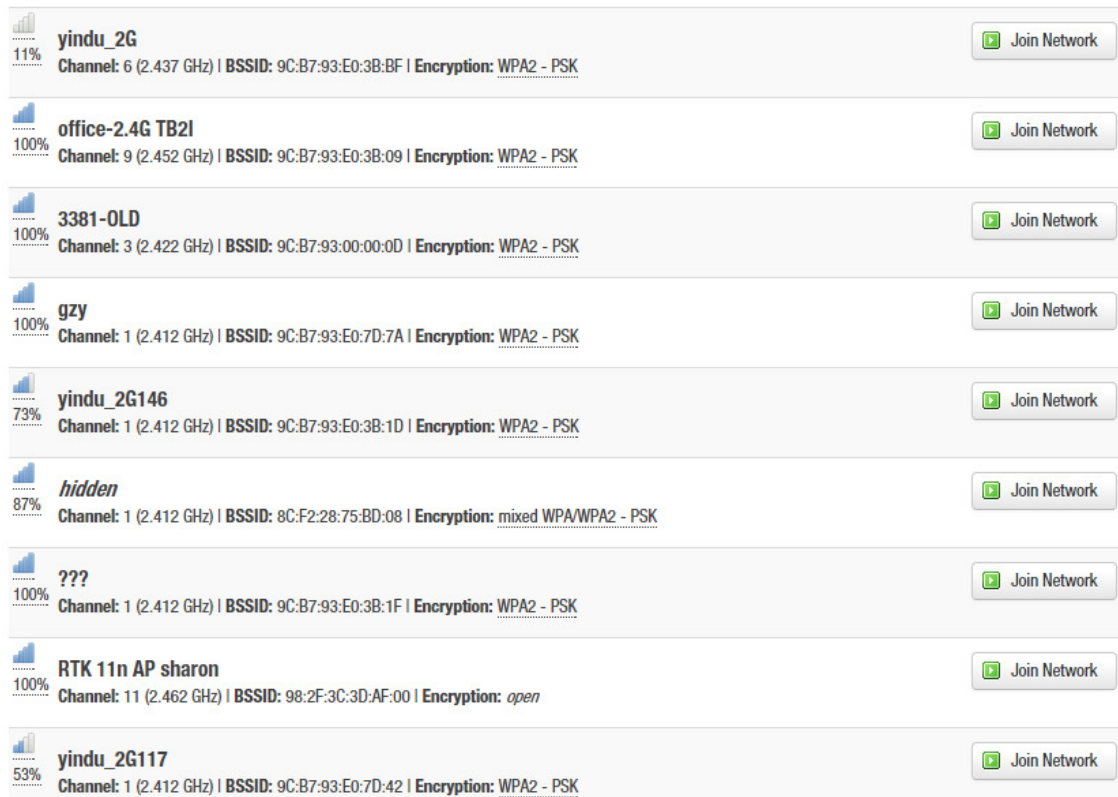 yindu_2G
11%
Channel: 6 (2.437 GHz) | BSSID: 9C:B7:93:E0:3B:BF | Encryption: WPA2 - PSK
Join Network
office-2.4G TB2I
100%
Channel: 9 (2.452 GHz) | BSSID: 9C:B7:93:E0:3B:09 | Encryption: WPA2 - PSK
Join Network
3381-OLD
100%
Channel: 3 (2.422 GHz) | BSSID: 9C:B7:93:00:00:0D | Encryption: WPA2 - PSK
Join Network
gzy
100%
Channel: 1 (2.412 GHz) | BSSID: 9C:B7:93:E0:7D:7A | Encryption: WPA2 - PSK
Join Network
yindu_2G146
73%
Channel: 1 (2.412 GHz) | BSSID: 9C:B7:93:E0:3B:1D | Encryption: WPA2 - PSK
Join Network
hidden
87%
Channel: 1 (2.412 GHz) | BSSID: 8C:F2:28:75:BD:08 | Encryption: mixed WPA/WPA2 - PSK
Join Network
???
100%
Channel: 1 (2.412 GHz) | BSSID: 9C:B7:93:E0:3B:1F | Encryption: WPA2 - PSK
Join Network
RTK 11n AP sharon
100%
Channel: 11 (2.462 GHz) | BSSID: 98:2F:3C:3D:AF:00 | Encryption: open
Join Network
yindu_2G117
53%
Channel: 1 (2.412 GHz) | BSSID: 9C:B7:93:E0:7D:42 | Encryption: WPA2 - PSK
Join Network